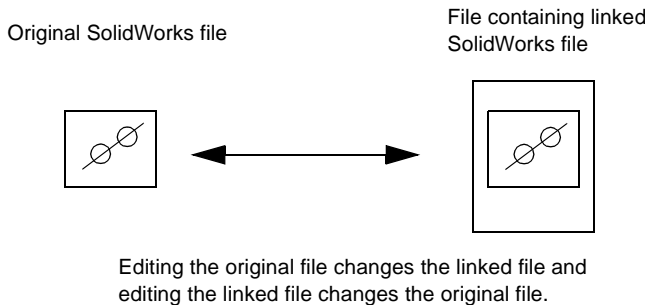 Original SolidWorks file
File containing linked
SolidWorks file
Editing the original file changes the linked file and
editing the linked file changes the original file.